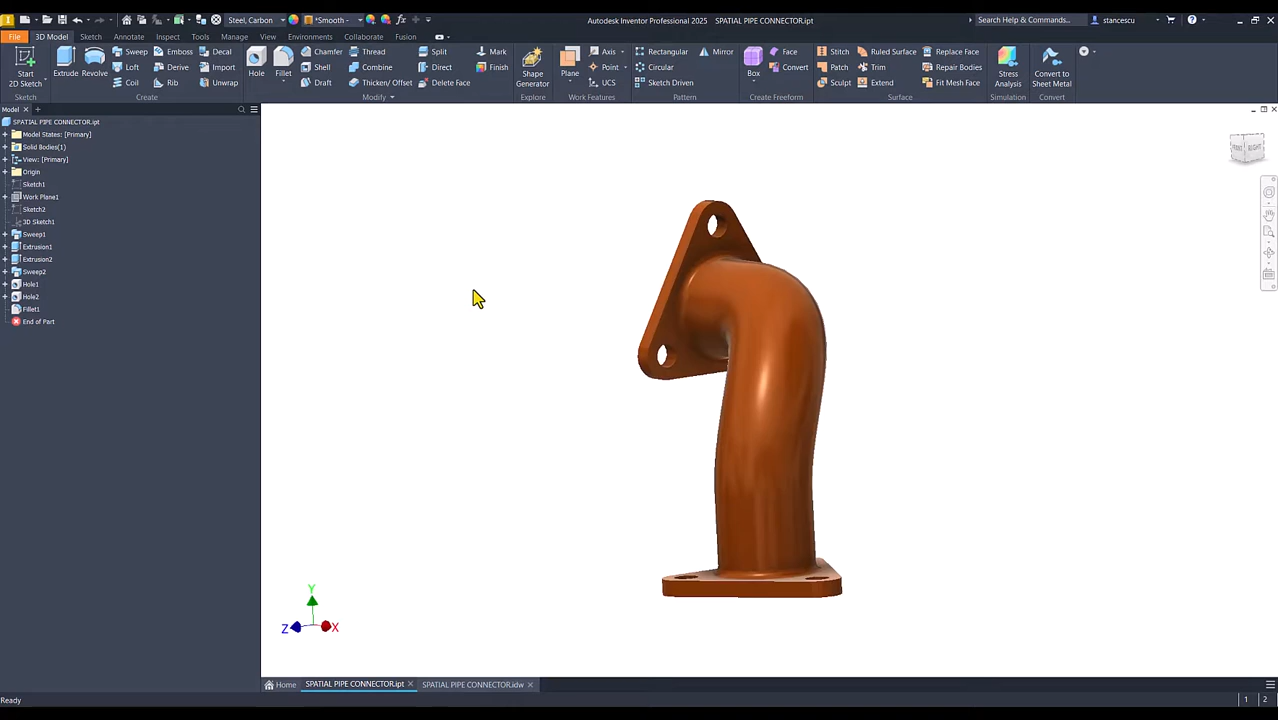 Steel, Carbon
*Smooth -
fx
Autodesk Inventor Professional 2025 SPATIAL PIPE CONNECTOR.ipt
Search Help & Commands...
stancescu
File 3D Model Sketch Annotate Inspect Tools Manage View Environments Collaborate Fusion
Start
2D Sketch
Sketch
Extrude Revolve
Sweep Emboss Decal
Loft Derive Import
Coil Rib Unwrap
Create
Hole Fillet
Chamfer Thread Split Mark
Shell Combine Direct Finish
Draft Thicken/ Offset Delete Face
Modify
Shape
Generator
Explore
Plane
Axis
Point
UCS
Work Features
Rectangular Mirror
Circular
Sketch Driven
Pattern
Box
Face
Convert
Create Freeform
Stitch Ruled Surface Replace Face
Patch Trim Repair Bodies
Sculpt Extend Fit Mesh Face
Surface
Stress
Analysis
Simulation
Convert to
Sheet Metal
Convert
Model
SPATIAL PIPE CONNECTOR.ipt
Model States: [Primary]
Solid Bodies(1)
View: [Primary]
Origin
Sketch1
Work Plane1
Sketch2
3D Sketch1
Sweep1
Extrusion1
Extrusion2
Sweep2
Hole1
Hole2
Fillet1
End of Part
RIGHT
Y
Z X
Home SPATIAL PIPE CONNECTOR.ipt SPATIAL PIPE CONNECTOR.idw
Ready
1 2